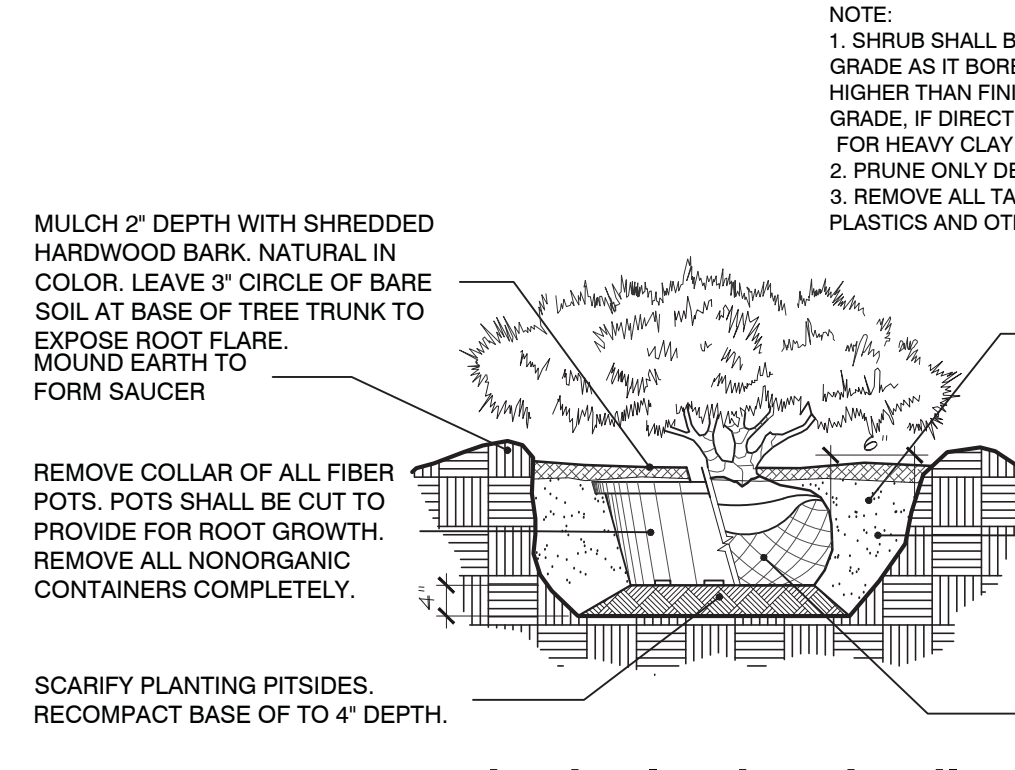 NOTE:
1. SHRUB SHALL B
GRADE AS IT BORE
HIGHER THAN FINI
GRADE, IF DIRECT
FOR HEAVY CLAY
2. PRUNE ONLY DE
3. REMOVE ALL TA
PLASTICS AND OTH
MULCH 2" DEPTH WITH SHREDDED
HARDWOOD BARK. NATURAL IN
COLOR. LEAVE 3" CIRCLE OF BARE
SOIL AT BASE OF TREE TRUNK TO
EXPOSE ROOT FLARE.
MOUND EARTH TO
FORM SAUCER
6"
REMOVE COLLAR OF ALL FIBER
POTS. POTS SHALL BE CUT TO
PROVIDE FOR ROOT GROWTH.
REMOVE ALL NONORGANIC
CONTAINERS COMPLETELY.
4"
SCARIFY PLANTING PITSIDES.
RECOMPACT BASE OF TO 4" DEPTH.